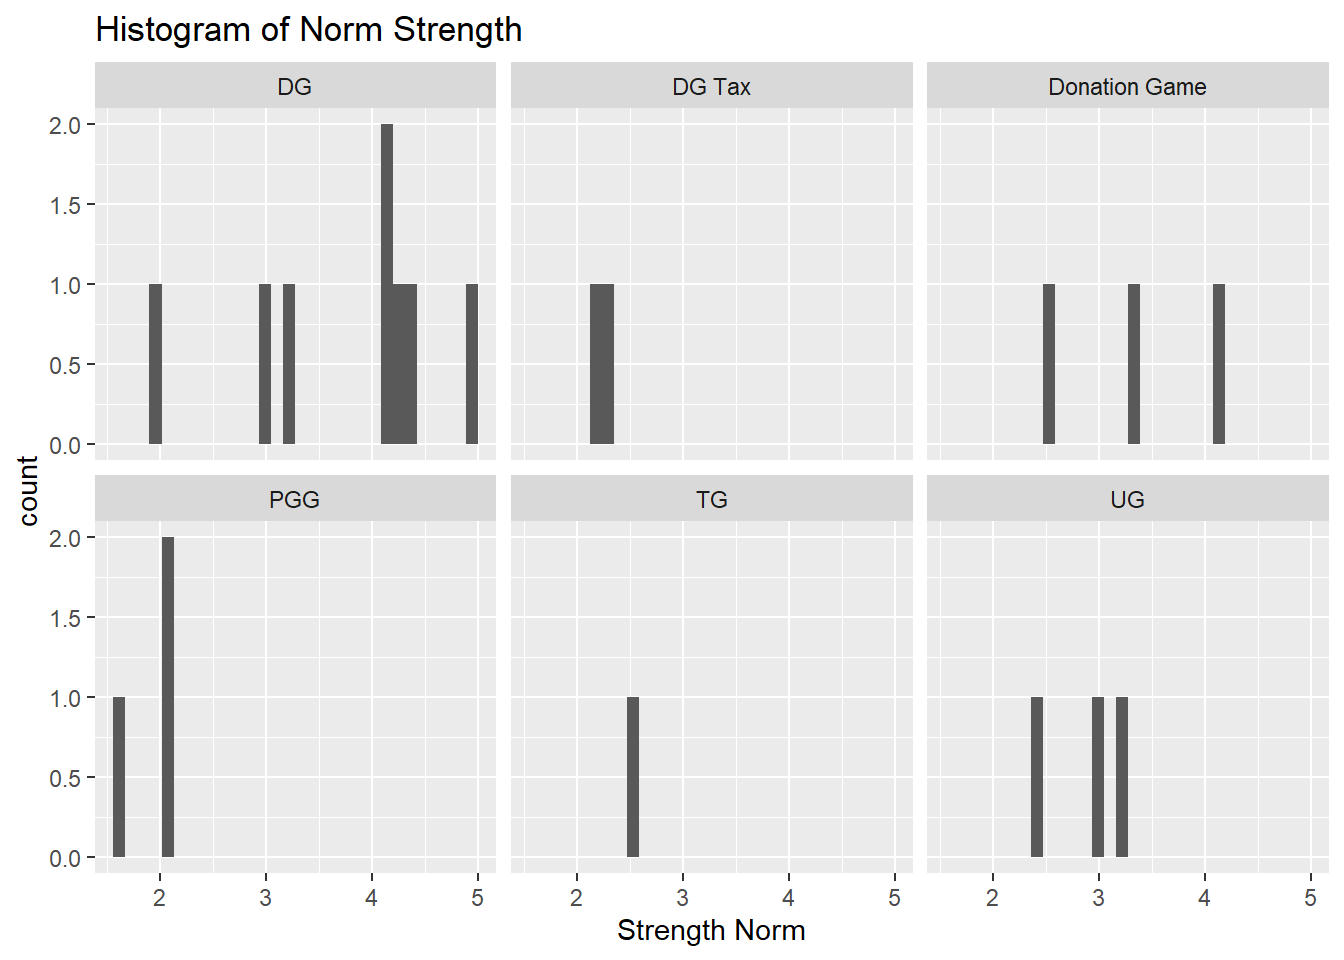 Histogram of Norm Strength
DG
DG Tax
Donation Game
2.0
1.5
1.0
0.5
0.0
count
PGG
TG
UG
2.0
1.5
1.0
0.5
0.0
2 3 4 5
2 3 4 5
2 3 4 5
Strength Norm